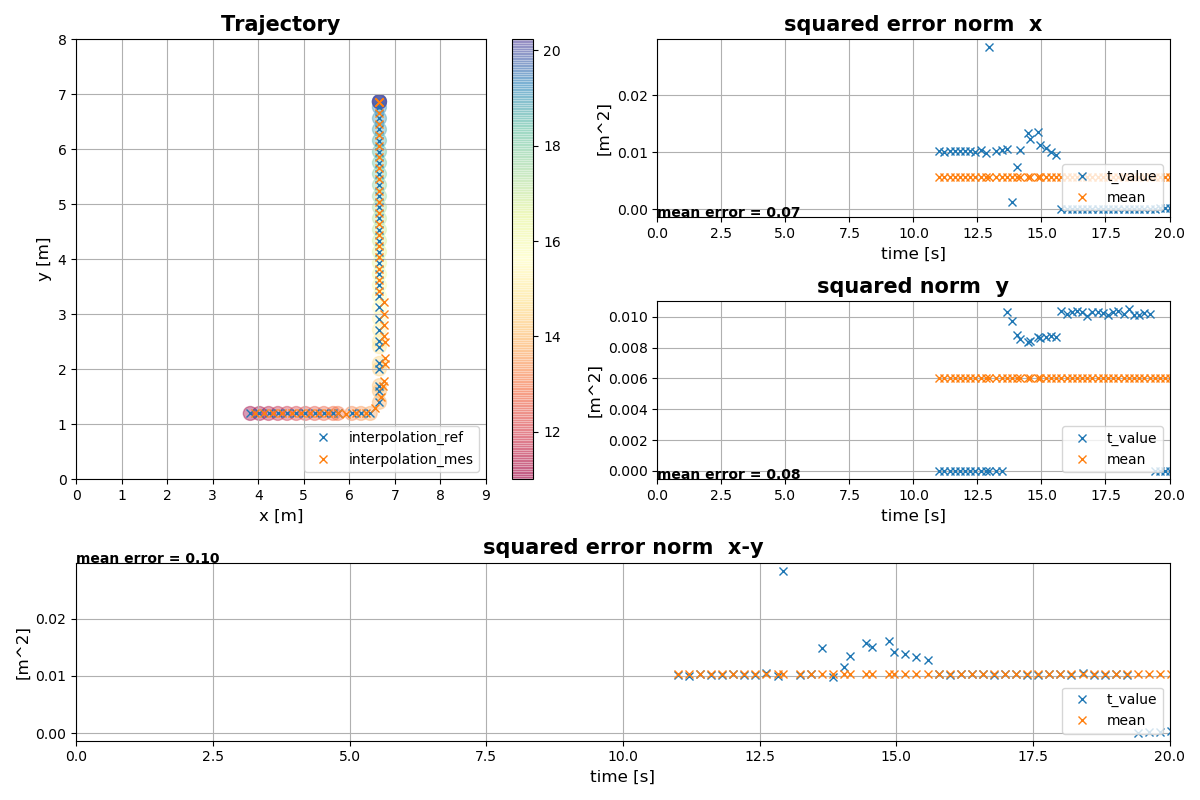 Trajectory
8
7
6
5
4
3
2
1
0
y [m]
0 1 2 3 4 5 6 7 8 9
x [m]
interpolation_ref
interpolation_mes
20
18
16
14
12
squared error norm  x
0.02
0.01
0.00
[m^2]
t_value
mean
mean error = 0.07
0.0 2.5 5.0 7.5 10.0 12.5 15.0 17.5 20.0
time [s]
squared norm  y
0.010
0.008
0.006
0.004
0.002
0.000
[m^2]
t_value
mean
mean error = 0.08
0.0 2.5 5.0 7.5 10.0 12.5 15.0 17.5 20.0
time [s]
squared error norm  x-y
mean error = 0.10
0.02
0.01
0.00
[m^2]
t_value
mean
0.0 2.5 5.0 7.5 10.0 12.5 15.0 17.5 20.0
time [s]